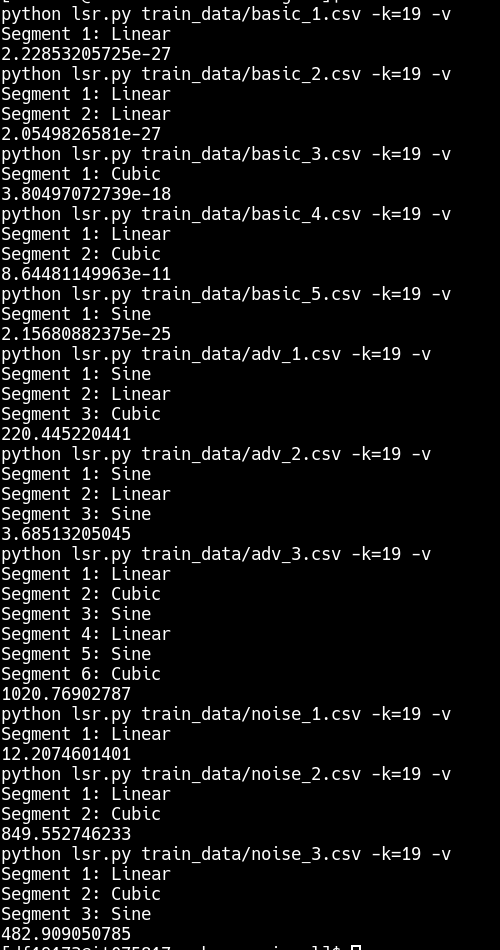 python lsr.py train_data/basic_1.csv -k=19 -v
Segment 1: Linear
2.22853205725e-27
python lsr.py train_data/basic_2.csv -k=19 -v
Segment 1: Linear
Segment 2: Linear
2.0549826581e-27
python lsr.py train_data/basic_3.csv -k=19 -v
Segment 1: Cubic
3.80497072739e-18
python lsr.py train_data/basic_4.csv -k=19 -v
Segment 1: Linear
Segment 2: Cubic
8.64481149963e-11
python lsr.py train_data/basic_5.csv -k=19 -v
Segment 1: Sine
2.15680882375e-25
python lsr.py train_data/adv_1.csv -k=19 -v
Segment 1: Sine
Segment 2: Linear
Segment 3: Cubic
220.445220441
python lsr.py train_data/adv_2.csv -k=19 -v
Segment 1: Sine
Segment 2: Linear
Segment 3: Sine
3.68513205045
python lsr.py train_data/adv_3.csv -k=19 -v
Segment 1: Linear
Segment 2: Cubic
Segment 3: Sine
Segment 4: Linear
Segment 5: Sine
Segment 6: Cubic
1020.76902787
python lsr.py train_data/noise_1.csv -k=19 -v
Segment 1: Linear
12.2074601401
python lsr.py train_data/noise_2.csv -k=19 -v
Segment 1: Linear
Segment 2: Cubic
849.552746233
python lsr.py train_data/noise_3.csv -k=19 -v
Segment 1: Linear
Segment 2: Cubic
Segment 3: Sine
482.909050785